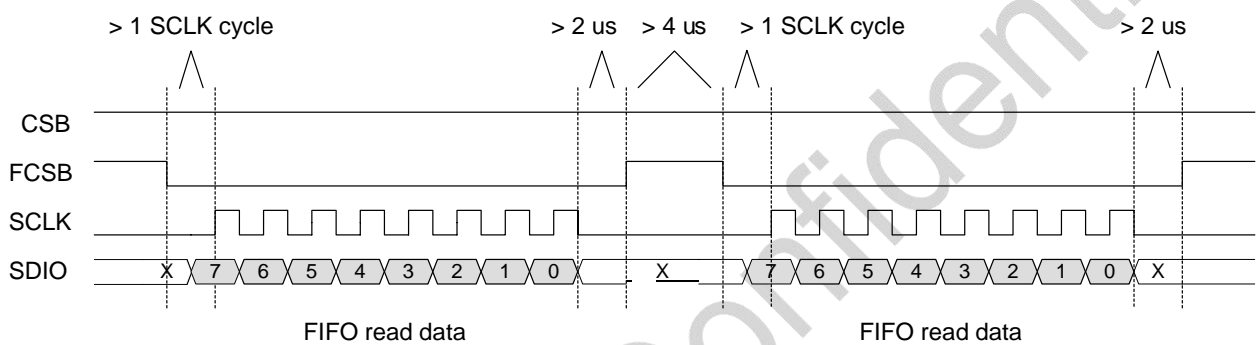 > 1 SCLK cycle > 2 us > 4 us > 1 SCLK cycle > 2 us
CSB
FCSB
SCLK
SDIO X 7 6 5 4 3 2 1 0 X 7 6 5 4 3 2 1 0 X
FIFO read data FIFO read data
Confidential